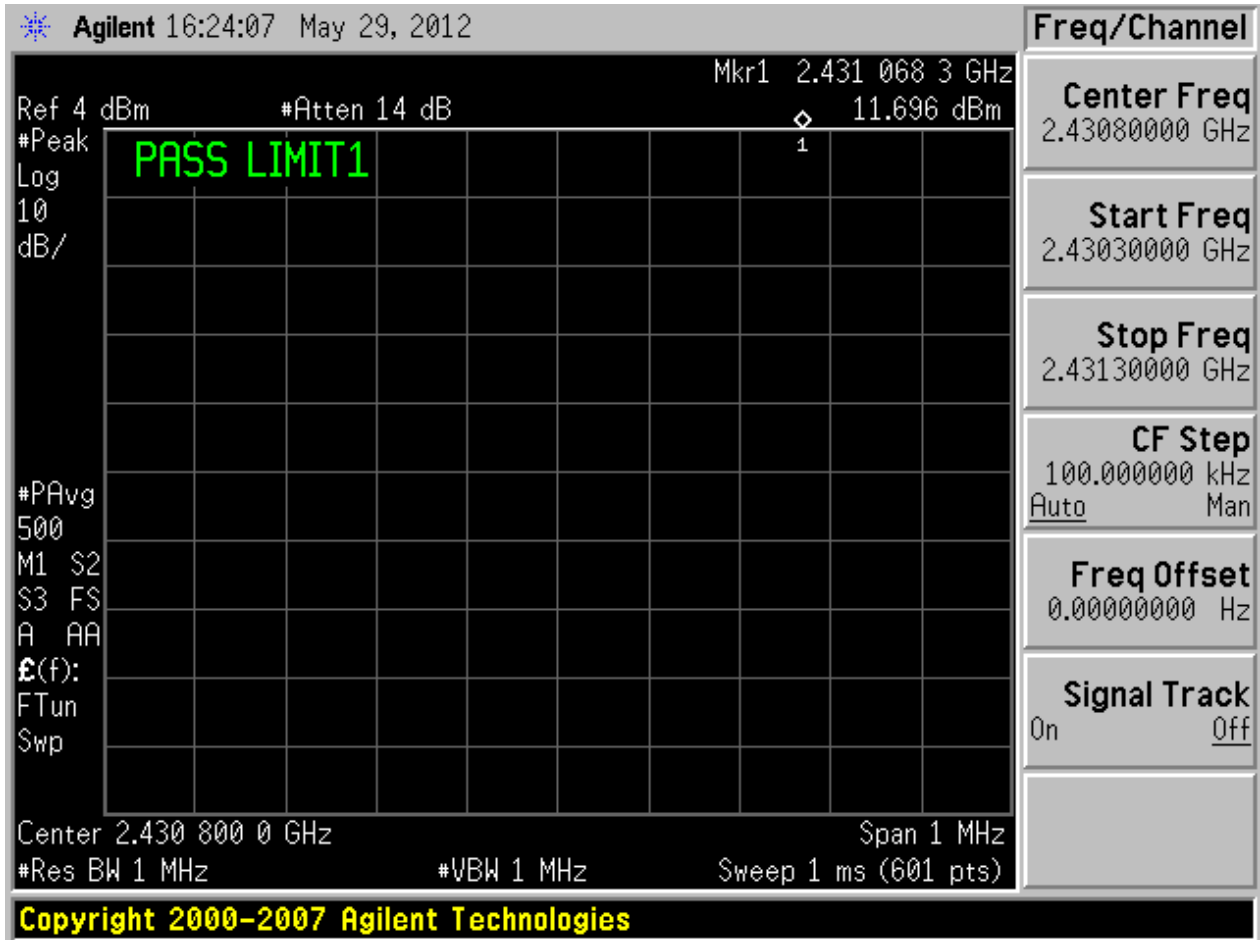 Agilent 16:24:07 May 29, 2012
Freq/Channel
Mkr1 2.431 068 3 GHz
Ref 4 dBm #Atten 14 dB 11.696 dBm
#Peak
Log
10
dB/
PASS LIMIT1
1
#PAvg
500
M1 S2
S3 FS
A AA
£(f):
FTun
Swp
Center 2.430 800 0 GHz Span 1 MHz
#Res BW 1 MHz #VBW 1 MHz Sweep 1 ms (601 pts)
Center Freq
2.43080000 GHz
Start Freq
2.43030000 GHz
Stop Freq
2.43130000 GHz
CF Step
100.000000 kHz
Auto Man
Freq Offset
0.00000000 Hz
Signal Track
On Off
Copyright 2000-2007 Agilent Technologies